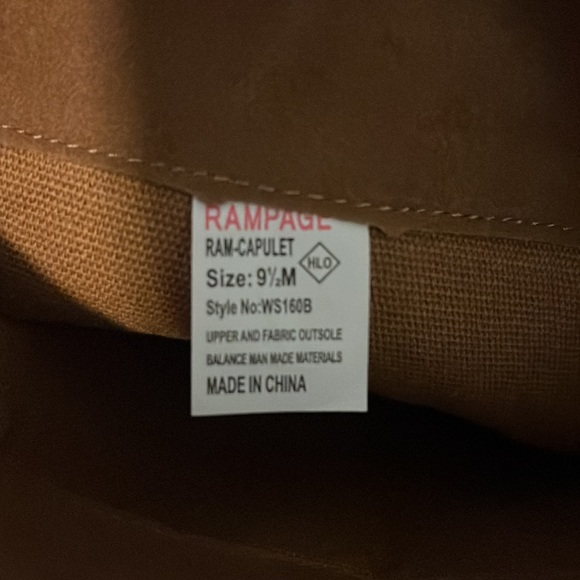 RAMPAGE
RAM-CAPULET
HLO
Size: 9½M
Style No:WS160B
UPPER AND FABRIC OUTSOLE
BALANCE MAN MADE MATERIALS
MADE IN CHINA